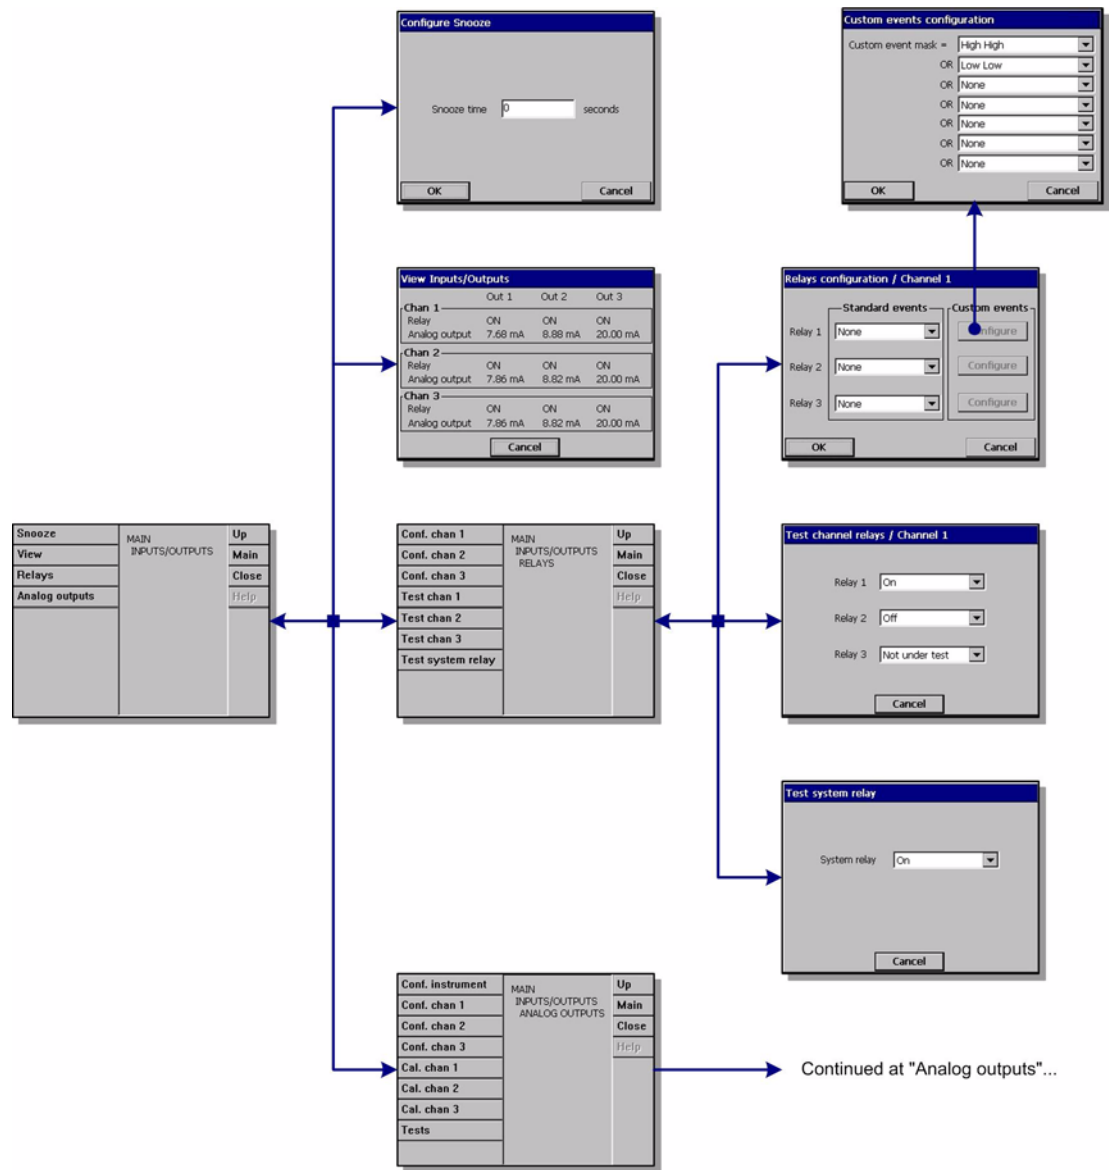 Configure Snooze
Snooze time 0 seconds
OK Cancel
Custom events configuration
Custom event mask = High High
OR Low Low
OR None
OR None
OR None
OR None
OR None
OK Cancel
View Inputs/Outputs
Out 1 Out 2 Out 3
Chan 1
Relay ON ON ON
Analog output 7.68 mA 8.88 mA 20.00 mA
Chan 2
Relay ON ON ON
Analog output 7.86 mA 8.82 mA 20.00 mA
Chan 3
Relay ON ON ON
Analog output 7.86 mA 8.82 mA 20.00 mA
Cancel
Relays configuration / Channel 1
Standard events Custom events
Relay 1 None Configure
Relay 2 None Configure
Relay 3 None Configure
OK Cancel
Snooze
View
Relays
Analog outputs
MAIN
INPUTS/OUTPUTS
Up
Main
Close
Help
Conf. chan 1
Conf. chan 2
Conf. chan 3
Test chan 1
Test chan 2
Test chan 3
Test system relay
MAIN
INPUTS/OUTPUTS
RELAYS
Up
Main
Close
Help
Test channel relays / Channel 1
Relay 1 On
Relay 2 Off
Relay 3 Not under test
Cancel
Test system relay
System relay On
Cancel
Conf. instrument
Conf. chan 1
Conf. chan 2
Conf. chan 3
Cal. chan 1
Cal. chan 2
Cal. chan 3
Tests
MAIN
INPUTS/OUTPUTS
ANALOG OUTPUTS
Up
Main
Close
Help
Continued at "Analog outputs"...